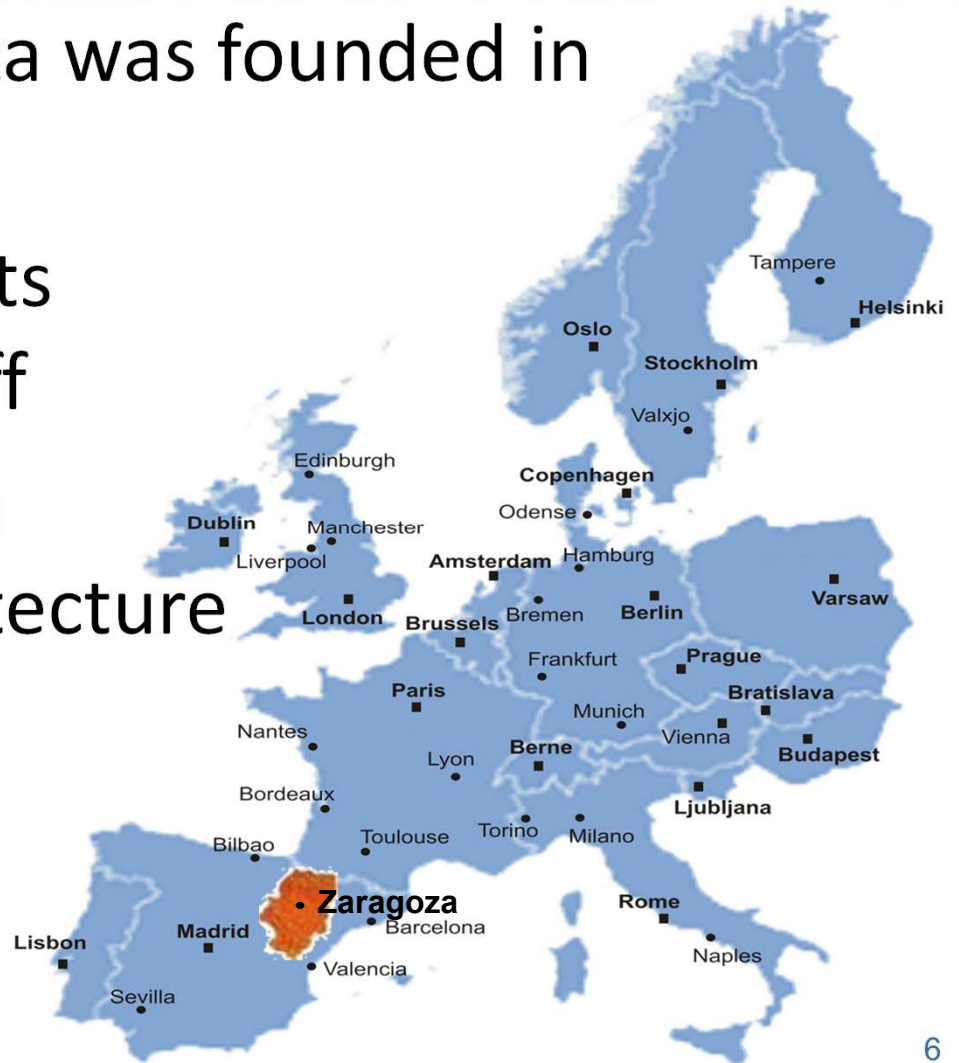 a was founded in
ts
ff
tecture
Tampere
Helsinki
Oslo
Stockholm
Valxjo
Edinburgh
Copenhagen
Odense
Dublin
Manchester
Liverpool
Amsterdam
Hamburg
London
Brussels
Bremen
Berlin
Varsaw
Frankfurt
Prague
Paris
Bratislava
Munich
Nantes
Vienna
Berne
Budapest
Lyon
Bordeaux
Ljubljana
Toulouse
Torino
Milano
Bilbao
Zaragoza
Rome
Barcelona
Madrid
Lisbon
Naples
Valencia
Sevilla
6